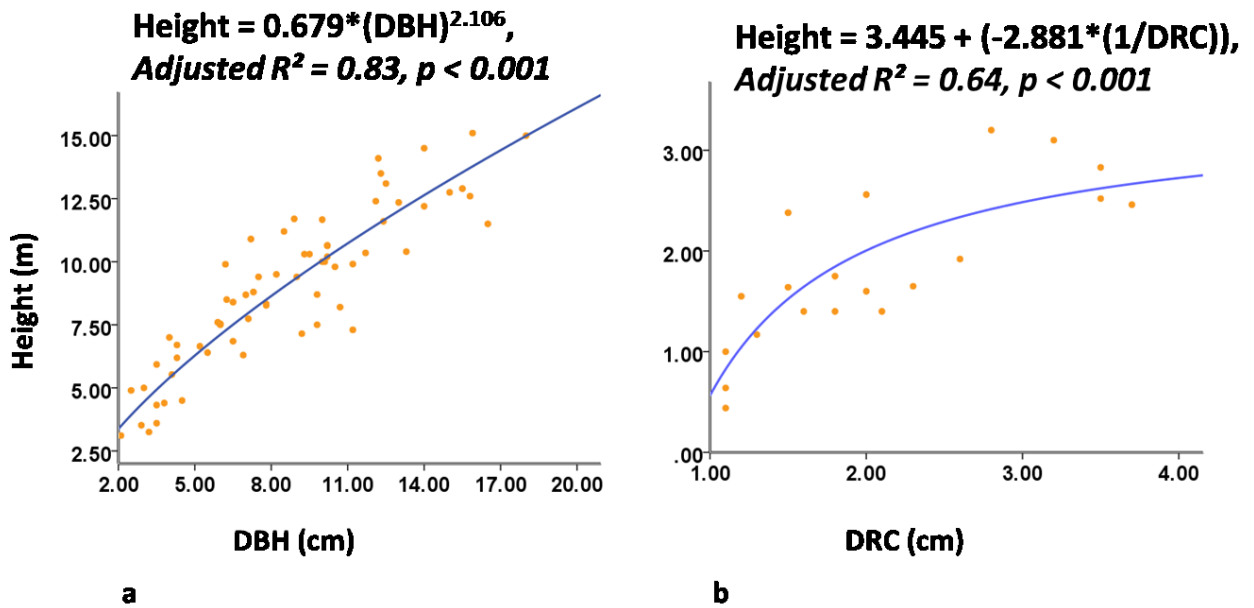 Height = 0.679*(DBH)^2.106,
Adjusted R² = 0.83, p < 0.001
Height (m)
15.00
12.50
10.00
7.50
5.00
2.50
2.00 5.00 8.00 11.00 14.00 17.00 20.00
DBH (cm)
a
Height = 3.445 + (-2.881*(1/DRC)),
Adjusted R² = 0.64, p < 0.001
3.00
2.00
1.00
.00
1.00 2.00 3.00 4.00
DRC (cm)
b